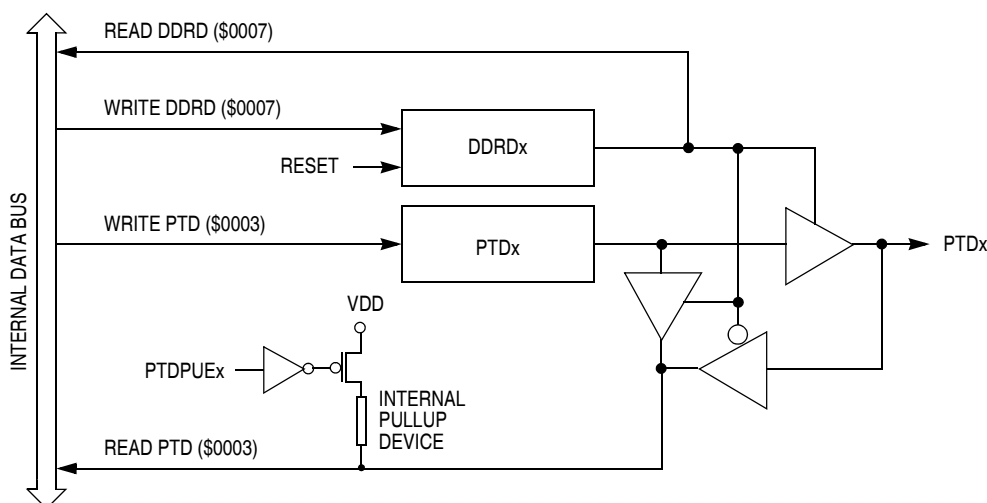 READ DDRD ($0007)
WRITE DDRD ($0007)
DDRDx
RESET
WRITE PTD ($0003)
PTDx
PTDx
INTERNAL DATA BUS
VDD
PTDPUEx
INTERNAL
PULLUP
DEVICE
READ PTD ($0003)